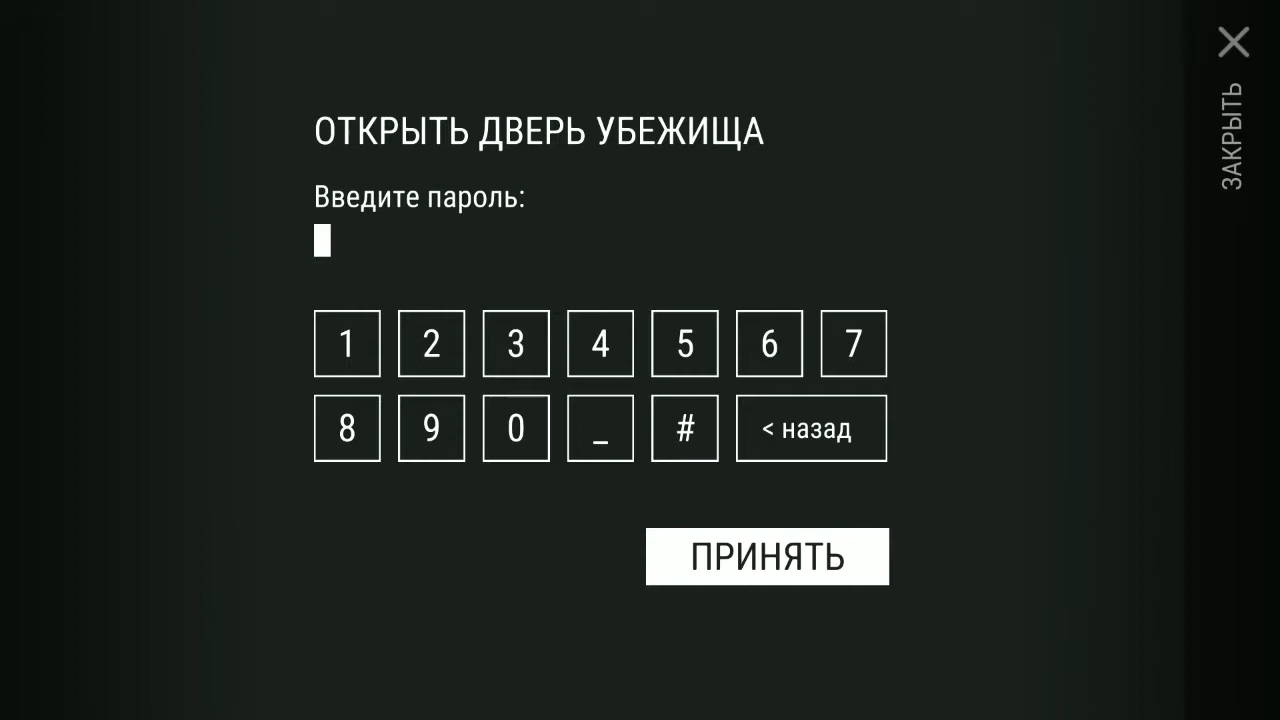 ОТКРЫТЬ ДВЕРЬ УБЕЖИЩА
Введите пароль:
1 2 3 4 5 6 7
8 9 0 _ # < назад
ПРИНЯТЬ
ЗАКРЫТЬ